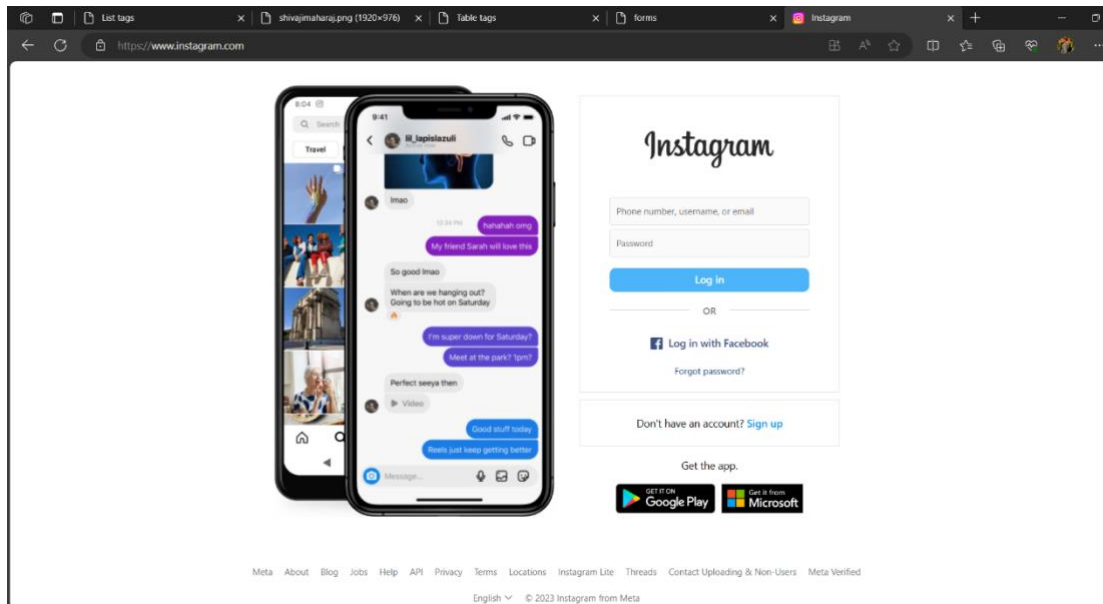 List tags
shivajimaharaj.png (1920×976)
Table tags
forms
Instagram
https://www.instagram.com
8:04
Search
Travel
9:41
lil_lapislazuli
lmao
12:34 PM
hahahah omg
My friend Sarah will love this
So good lmao
When are we hanging out?
Going to be hot on Saturday
I'm super down for Saturday?
Meet at the park? 1pm?
Perfect seeya then
Video
Good stuff today
Reels just keep getting better
Message...
Instagram
Phone number, username, or email
Password
Log in
OR
Log in with Facebook
Forgot password?
Don't have an account? Sign up
Get the app.
GET IT ON
Google Play
Get it from
Microsoft
Meta About Blog Jobs Help API Privacy Terms Locations Instagram Lite Threads Contact Uploading & Non-Users Meta Verified
English © 2023 Instagram from Meta